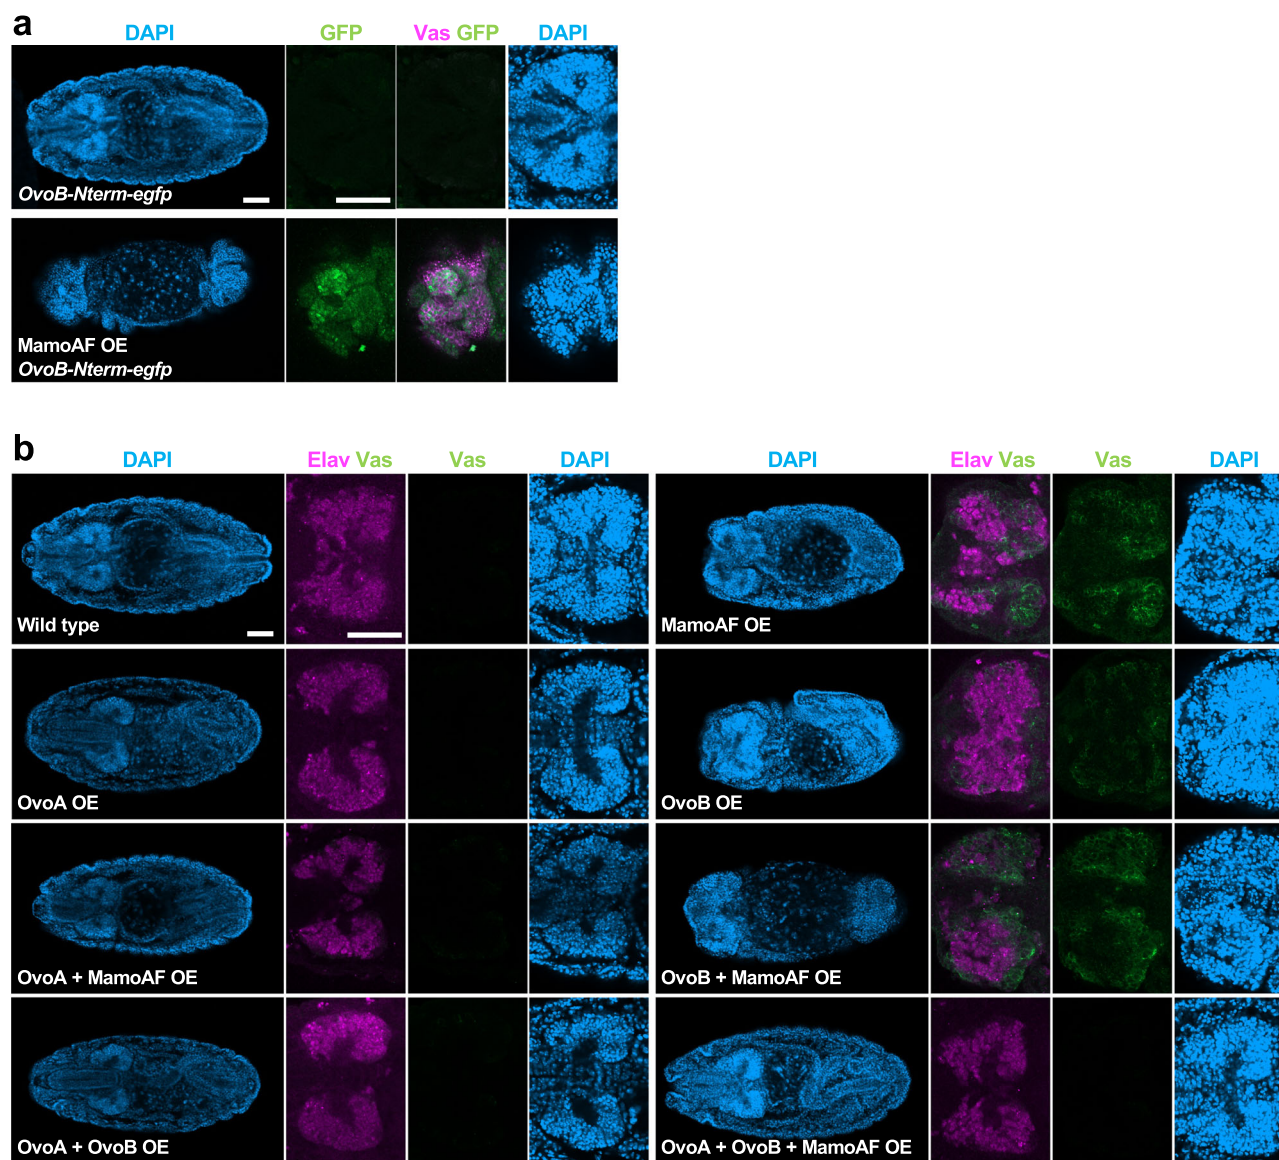 a
DAPI GFP Vas GFP DAPI
OvoB-Nterm-egfp
MamoAF OE
OvoB-Nterm-egfp
b
DAPI Elav Vas Vas DAPI DAPI Elav Vas Vas DAPI
Wild type MamoAF OE
OvoA OE OvoB OE
OvoA + MamoAF OE OvoB + MamoAF OE
OvoA + OvoB OE OvoA + OvoB + MamoAF OE